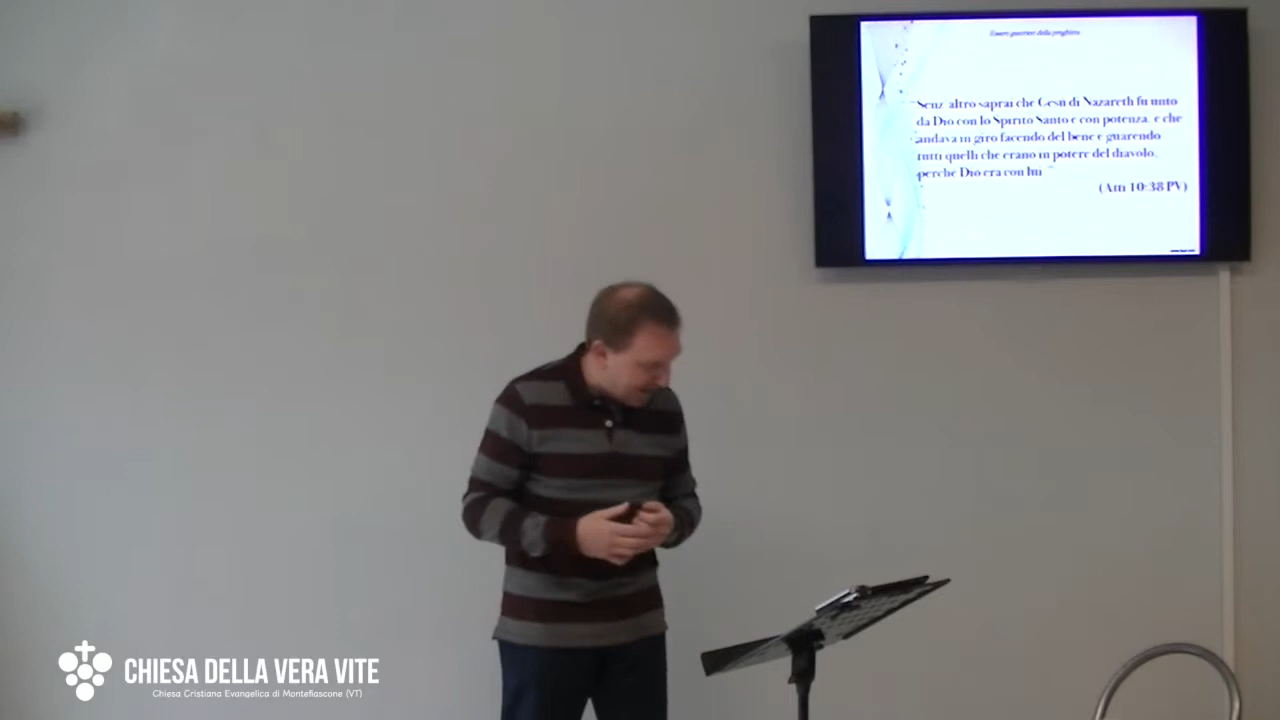 Essere guerrieri della preghiera
"Senz'altro saprai che Gesù di Nazareth fu unto
da Dio con lo Spirito Santo e con potenza, e che
andava in giro facendo del bene e guarendo
tutti quelli che erano in potere del diavolo,
perché Dio era con lui."
(Atti 10:38 PV)
CHIESA DELLA VERA VITE
Chiesa Cristiana Evangelica di Montefiascone (VT)